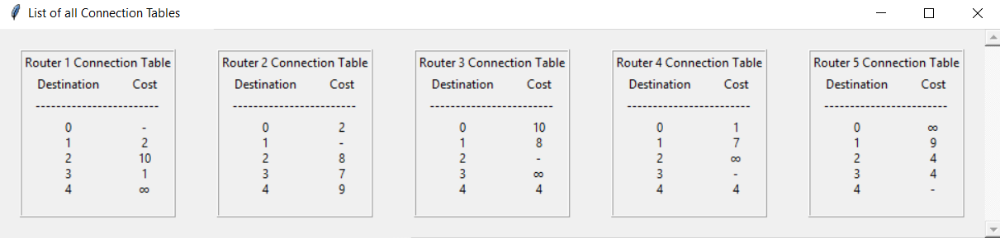 List of all Connection Tables
Router 1 Connection Table
Destination Cost
------------------------
0 -
1 2
2 10
3 1
4 ∞
Router 2 Connection Table
Destination Cost
------------------------
0 2
1 -
2 8
3 7
4 9
Router 3 Connection Table
Destination Cost
------------------------
0 10
1 8
2 -
3 ∞
4 4
Router 4 Connection Table
Destination Cost
------------------------
0 1
1 7
2 ∞
3 -
4 4
Router 5 Connection Table
Destination Cost
------------------------
0 ∞
1 9
2 4
3 4
4 -